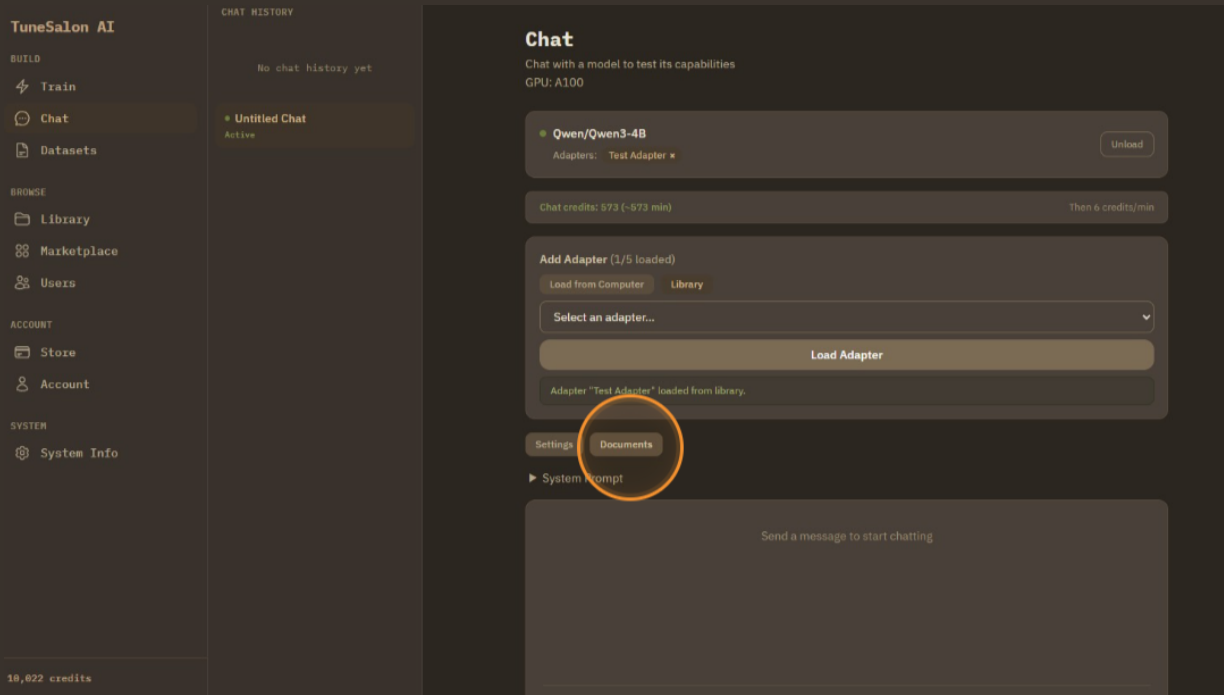 TuneSalon AI
BUILD
Train
Chat
Datasets
BROWSE
Library
Marketplace
Users
ACCOUNT
Store
Account
SYSTEM
System Info
10,022 credits
CHAT HISTORY
No chat history yet
Untitled Chat
Active
Chat
Chat with a model to test its capabilities
GPU: A100
Qwen/Qwen3-4B
Adapters: Test Adapter ×
Unload
Chat credits: 573 (~573 min)
Then 6 credits/min
Add Adapter (1/5 loaded)
Load from Computer Library
Select an adapter...
Load Adapter
Adapter "Test Adapter" loaded from library.
Settings Documents
System Prompt
Send a message to start chatting